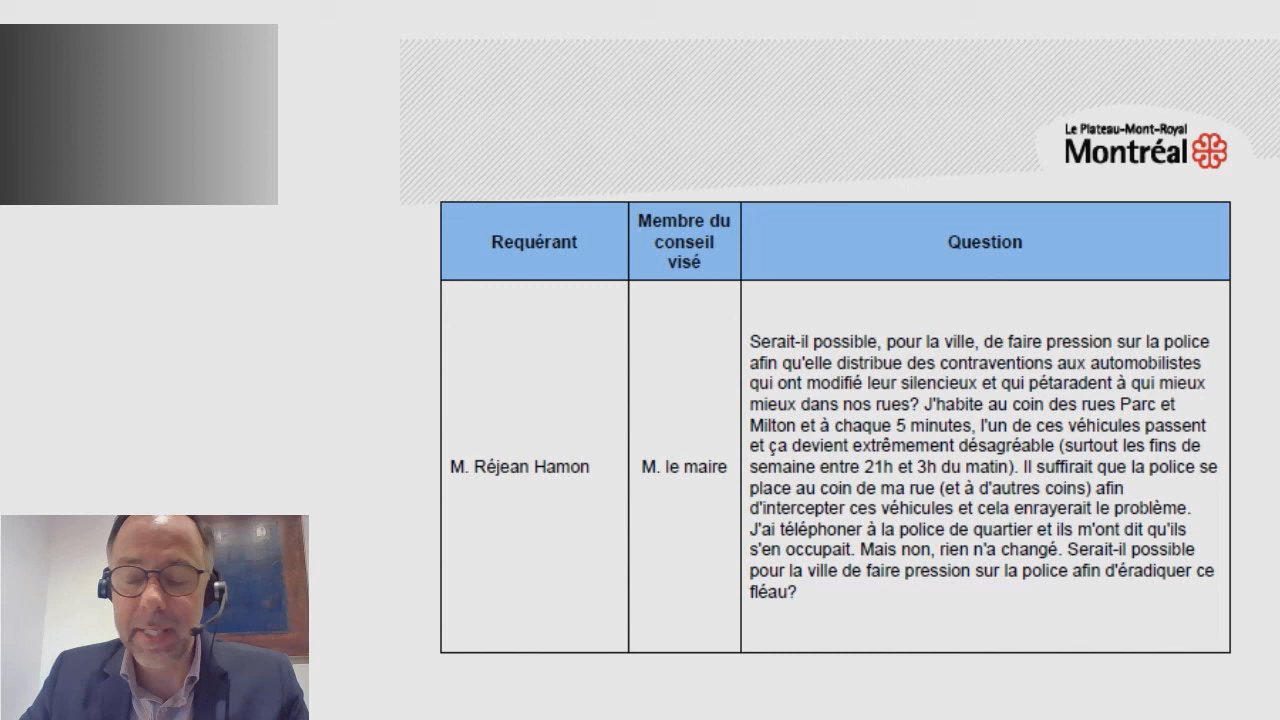 Le Plateau-Mont-Royal
Montréal
Requérant
Membre du
conseil
visé
Question
M. Réjean Hamon
M. le maire
Serait-il possible, pour la ville, de faire pression sur la police
afin qu'elle distribue des contraventions aux automobilistes
qui ont modifié leur silencieux et qui pétaradent à qui mieux
mieux dans nos rues? J'habite au coin des rues Parc et
Milton et à chaque 5 minutes, l'un de ces véhicules passent
et ça devient extrêmement désagréable (surtout les fins de
semaine entre 21h et 3h du matin). Il suffirait que la police se
place au coin de ma rue (et à d'autres coins) afin
d'intercepter ces véhicules et cela enrayerait le problème.
J'ai téléphoner à la police de quartier et ils m'ont dit qu'ils
s'en occupait. Mais non, rien n'a changé. Serait-il possible
pour la ville de faire pression sur la police afin d'éradiquer ce
fléau?